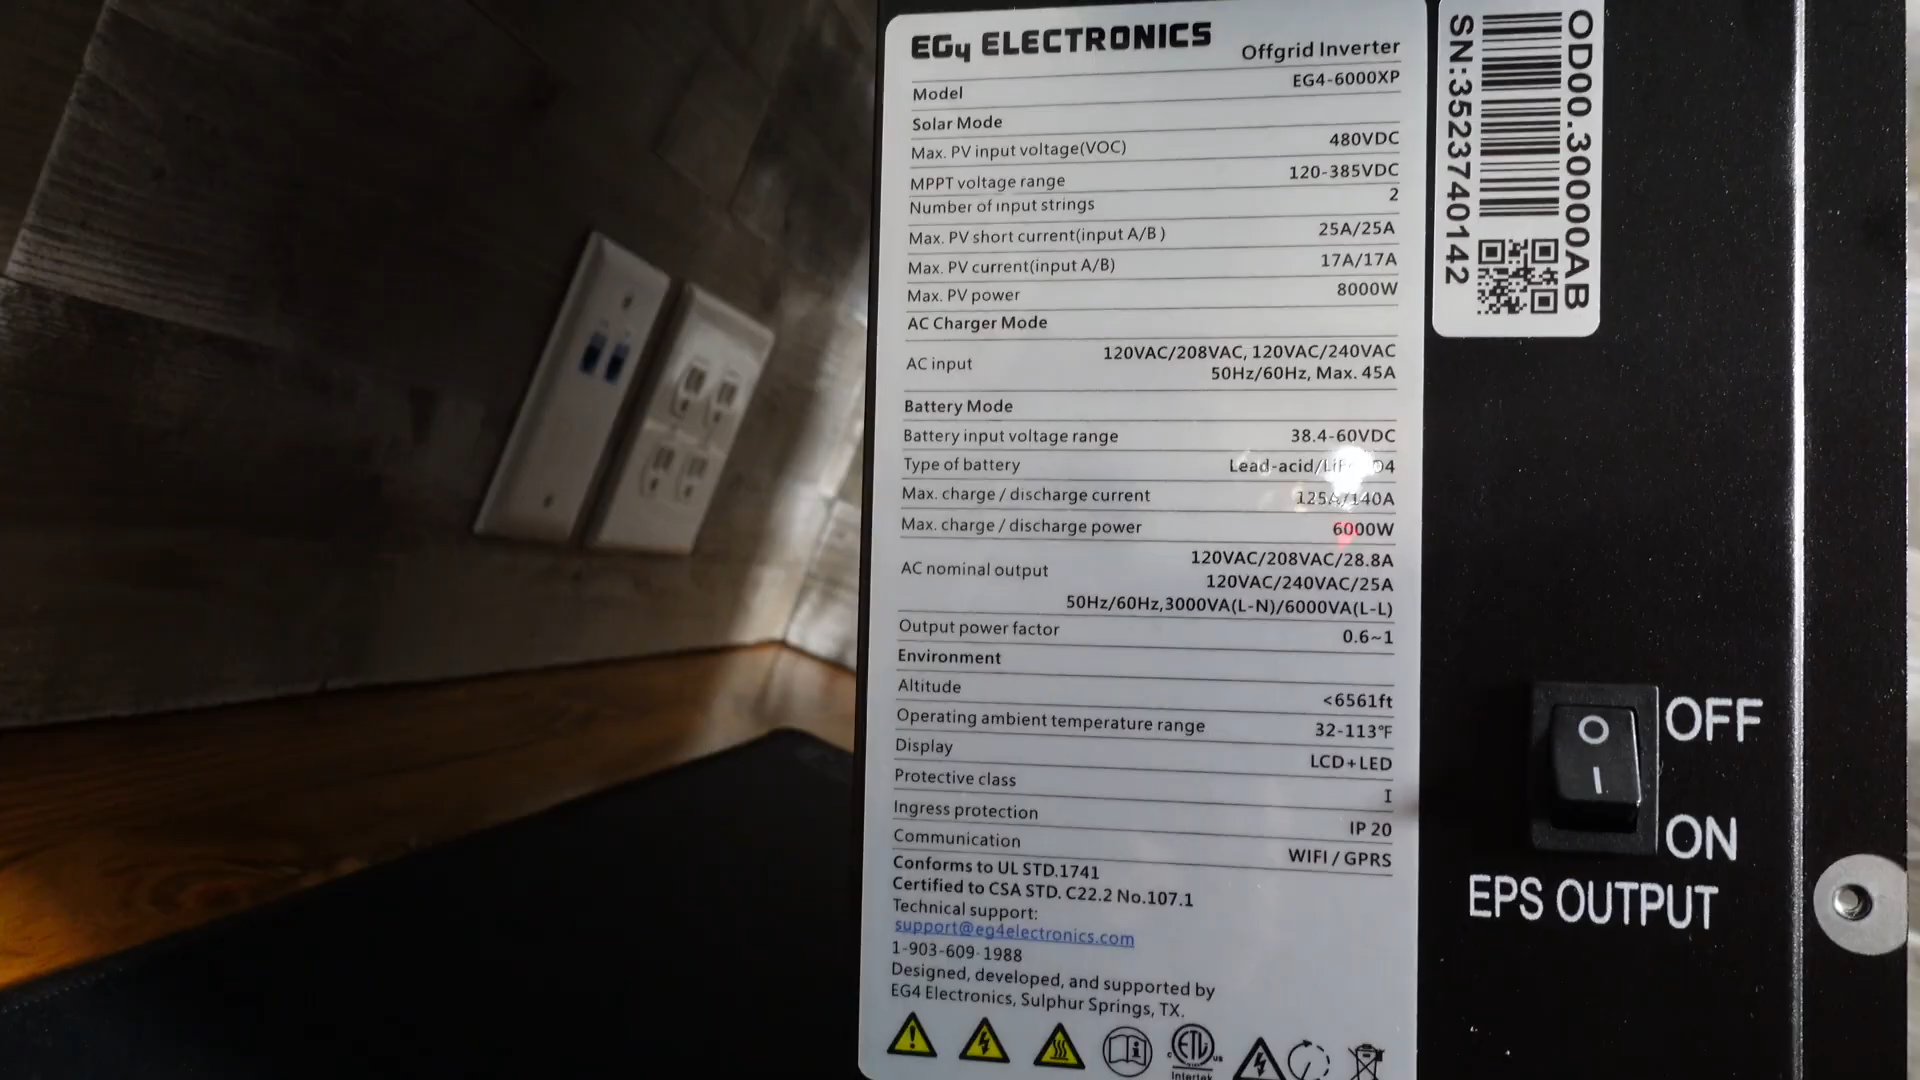 EG4 ELECTRONICS Offgrid Inverter
Model EG4-6000XP
Solar Mode
Max. PV input voltage(VOC) 480VDC
MPPT voltage range 120-385VDC
Number of input strings 2
Max. PV short current(input A/B ) 25A/25A
Max. PV current(input A/B) 17A/17A
Max. PV power 8000W
AC Charger Mode
AC input 120VAC/208VAC, 120VAC/240VAC
50Hz/60Hz, Max. 45A
Battery Mode
Battery input voltage range 38.4-60VDC
Type of battery
Max. charge / discharge current 125A/140A
Max. charge / discharge power 6000W
AC nominal output 120VAC/208VAC/28.8A
120VAC/240VAC/25A
50Hz/60Hz,3000VA(L-N)/6000VA(L-L)
Output power factor 0.6~1
Environment
Altitude <6561ft
Operating ambient temperature range 32-113°F
Display LCD+LED
Protective class I
Ingress protection IP 20
Communication WIFI / GPRS
Conforms to UL STD.1741
Certified to CSA STD. C22.2 No.107.1
Technical support:
support@eg4electronics.com
1-903-609-1988
Designed, developed, and supported by
EG4 Electronics, Sulphur Springs, TX.
c ETL us
Intertek
OD00.30000AB
SN:3523740142
O OFF
I ON
EPS OUTPUT